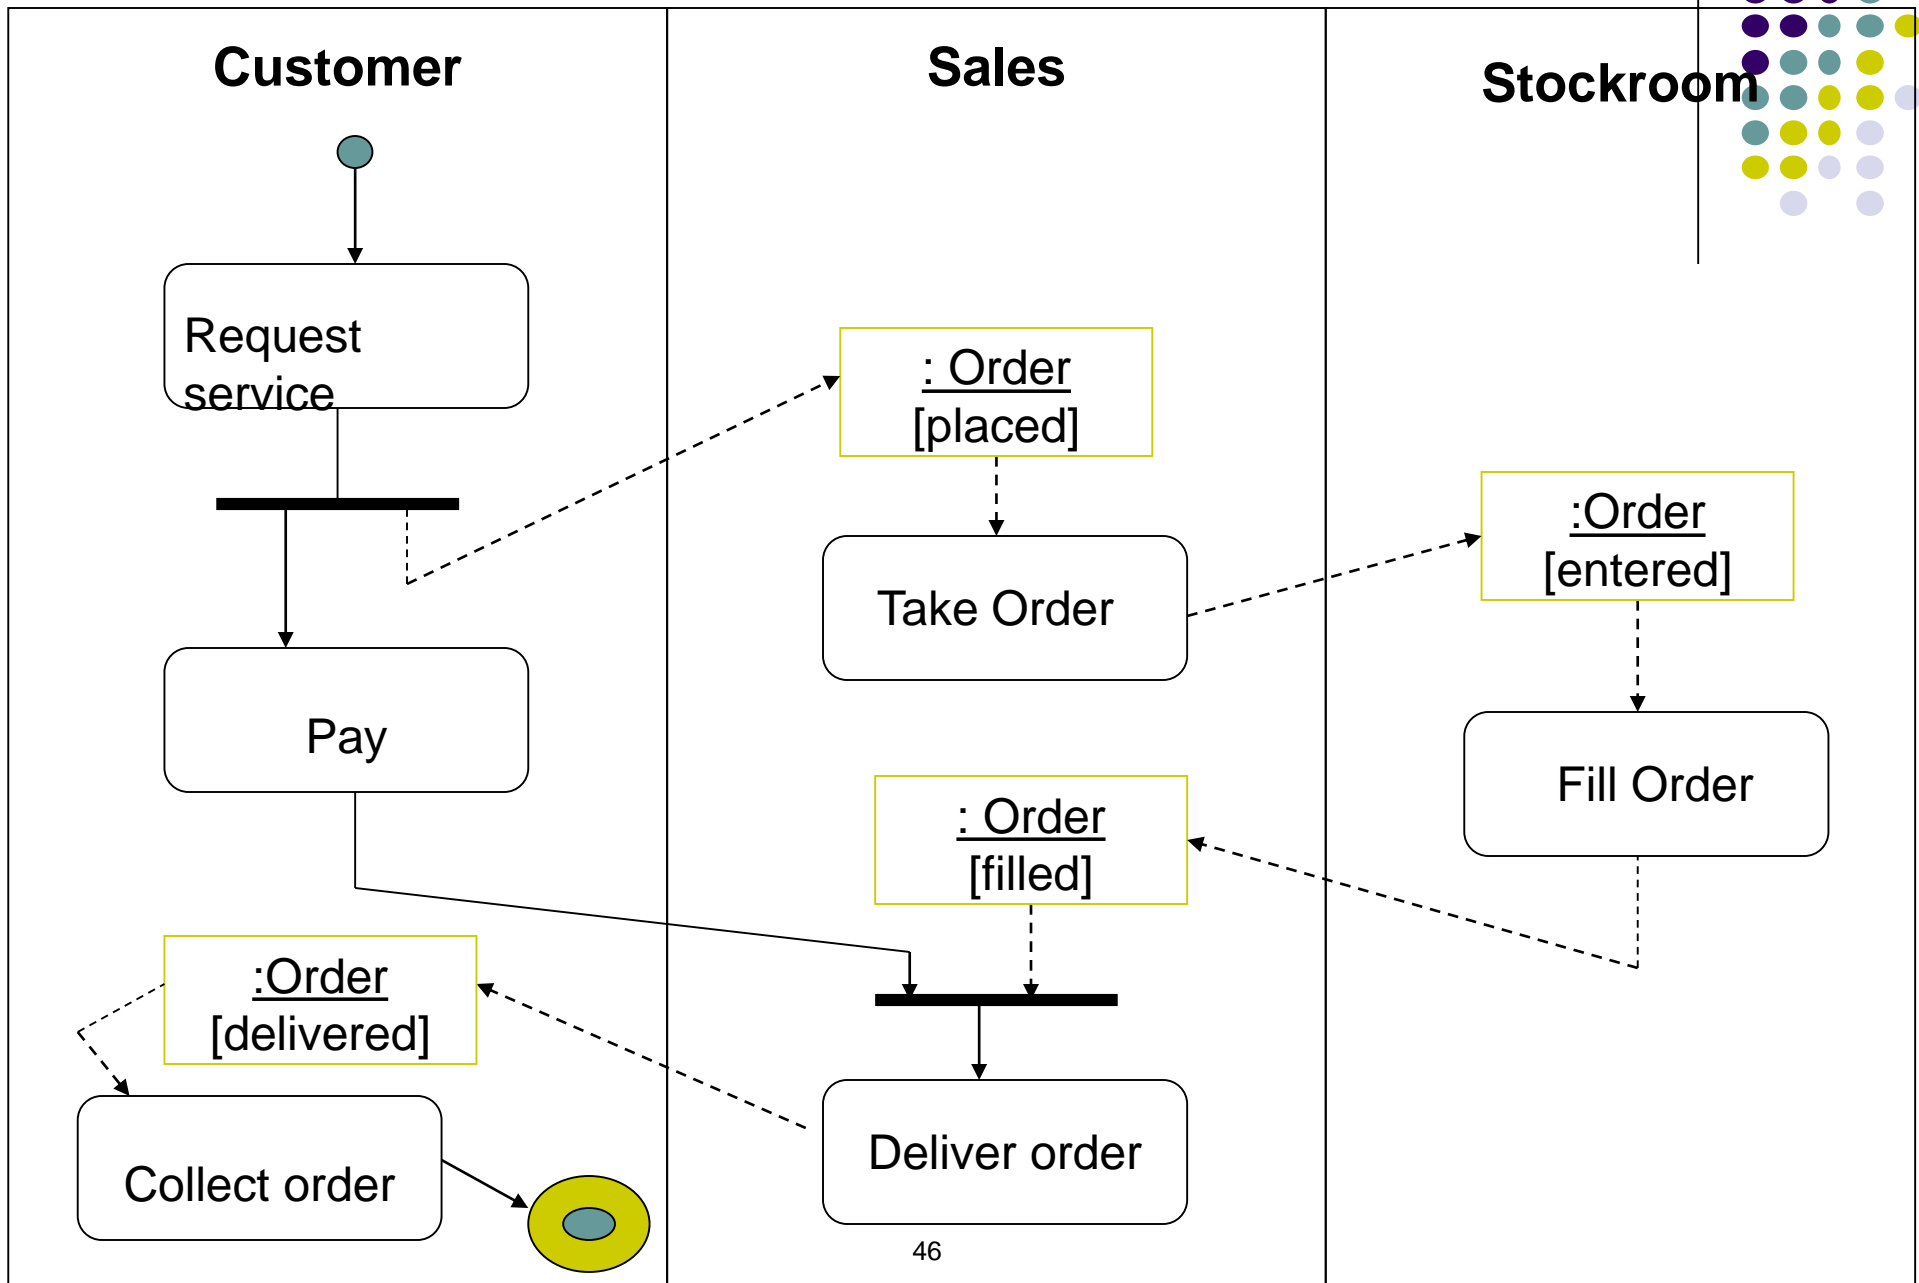 Customer
Sales
Stockroom
Request
service
: Order
[placed]
:Order
[entered]
Take Order
Pay
Fill Order
: Order
[filled]
:Order
[delivered]
Deliver order
Collect order
46